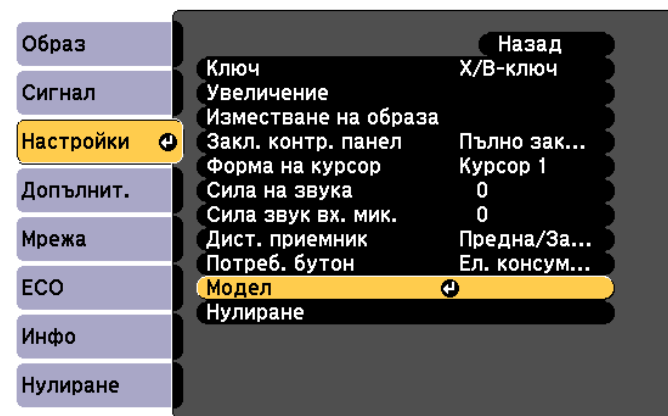 Образ
Сигнал
Настройки
Допълнит.
Мрежа
ECO
Инфо
Нулиране
Назад
Ключ Х/В-ключ
Увеличение
Изместване на образа
Закл. контр. панел Пълно зак...
Форма на курсор Курсор 1
Сила на звука 0
Сила звук вх. мик. 0
Дист. приемник Предна/За...
Потреб. бутон Ел. консум...
Модел
Нулиране